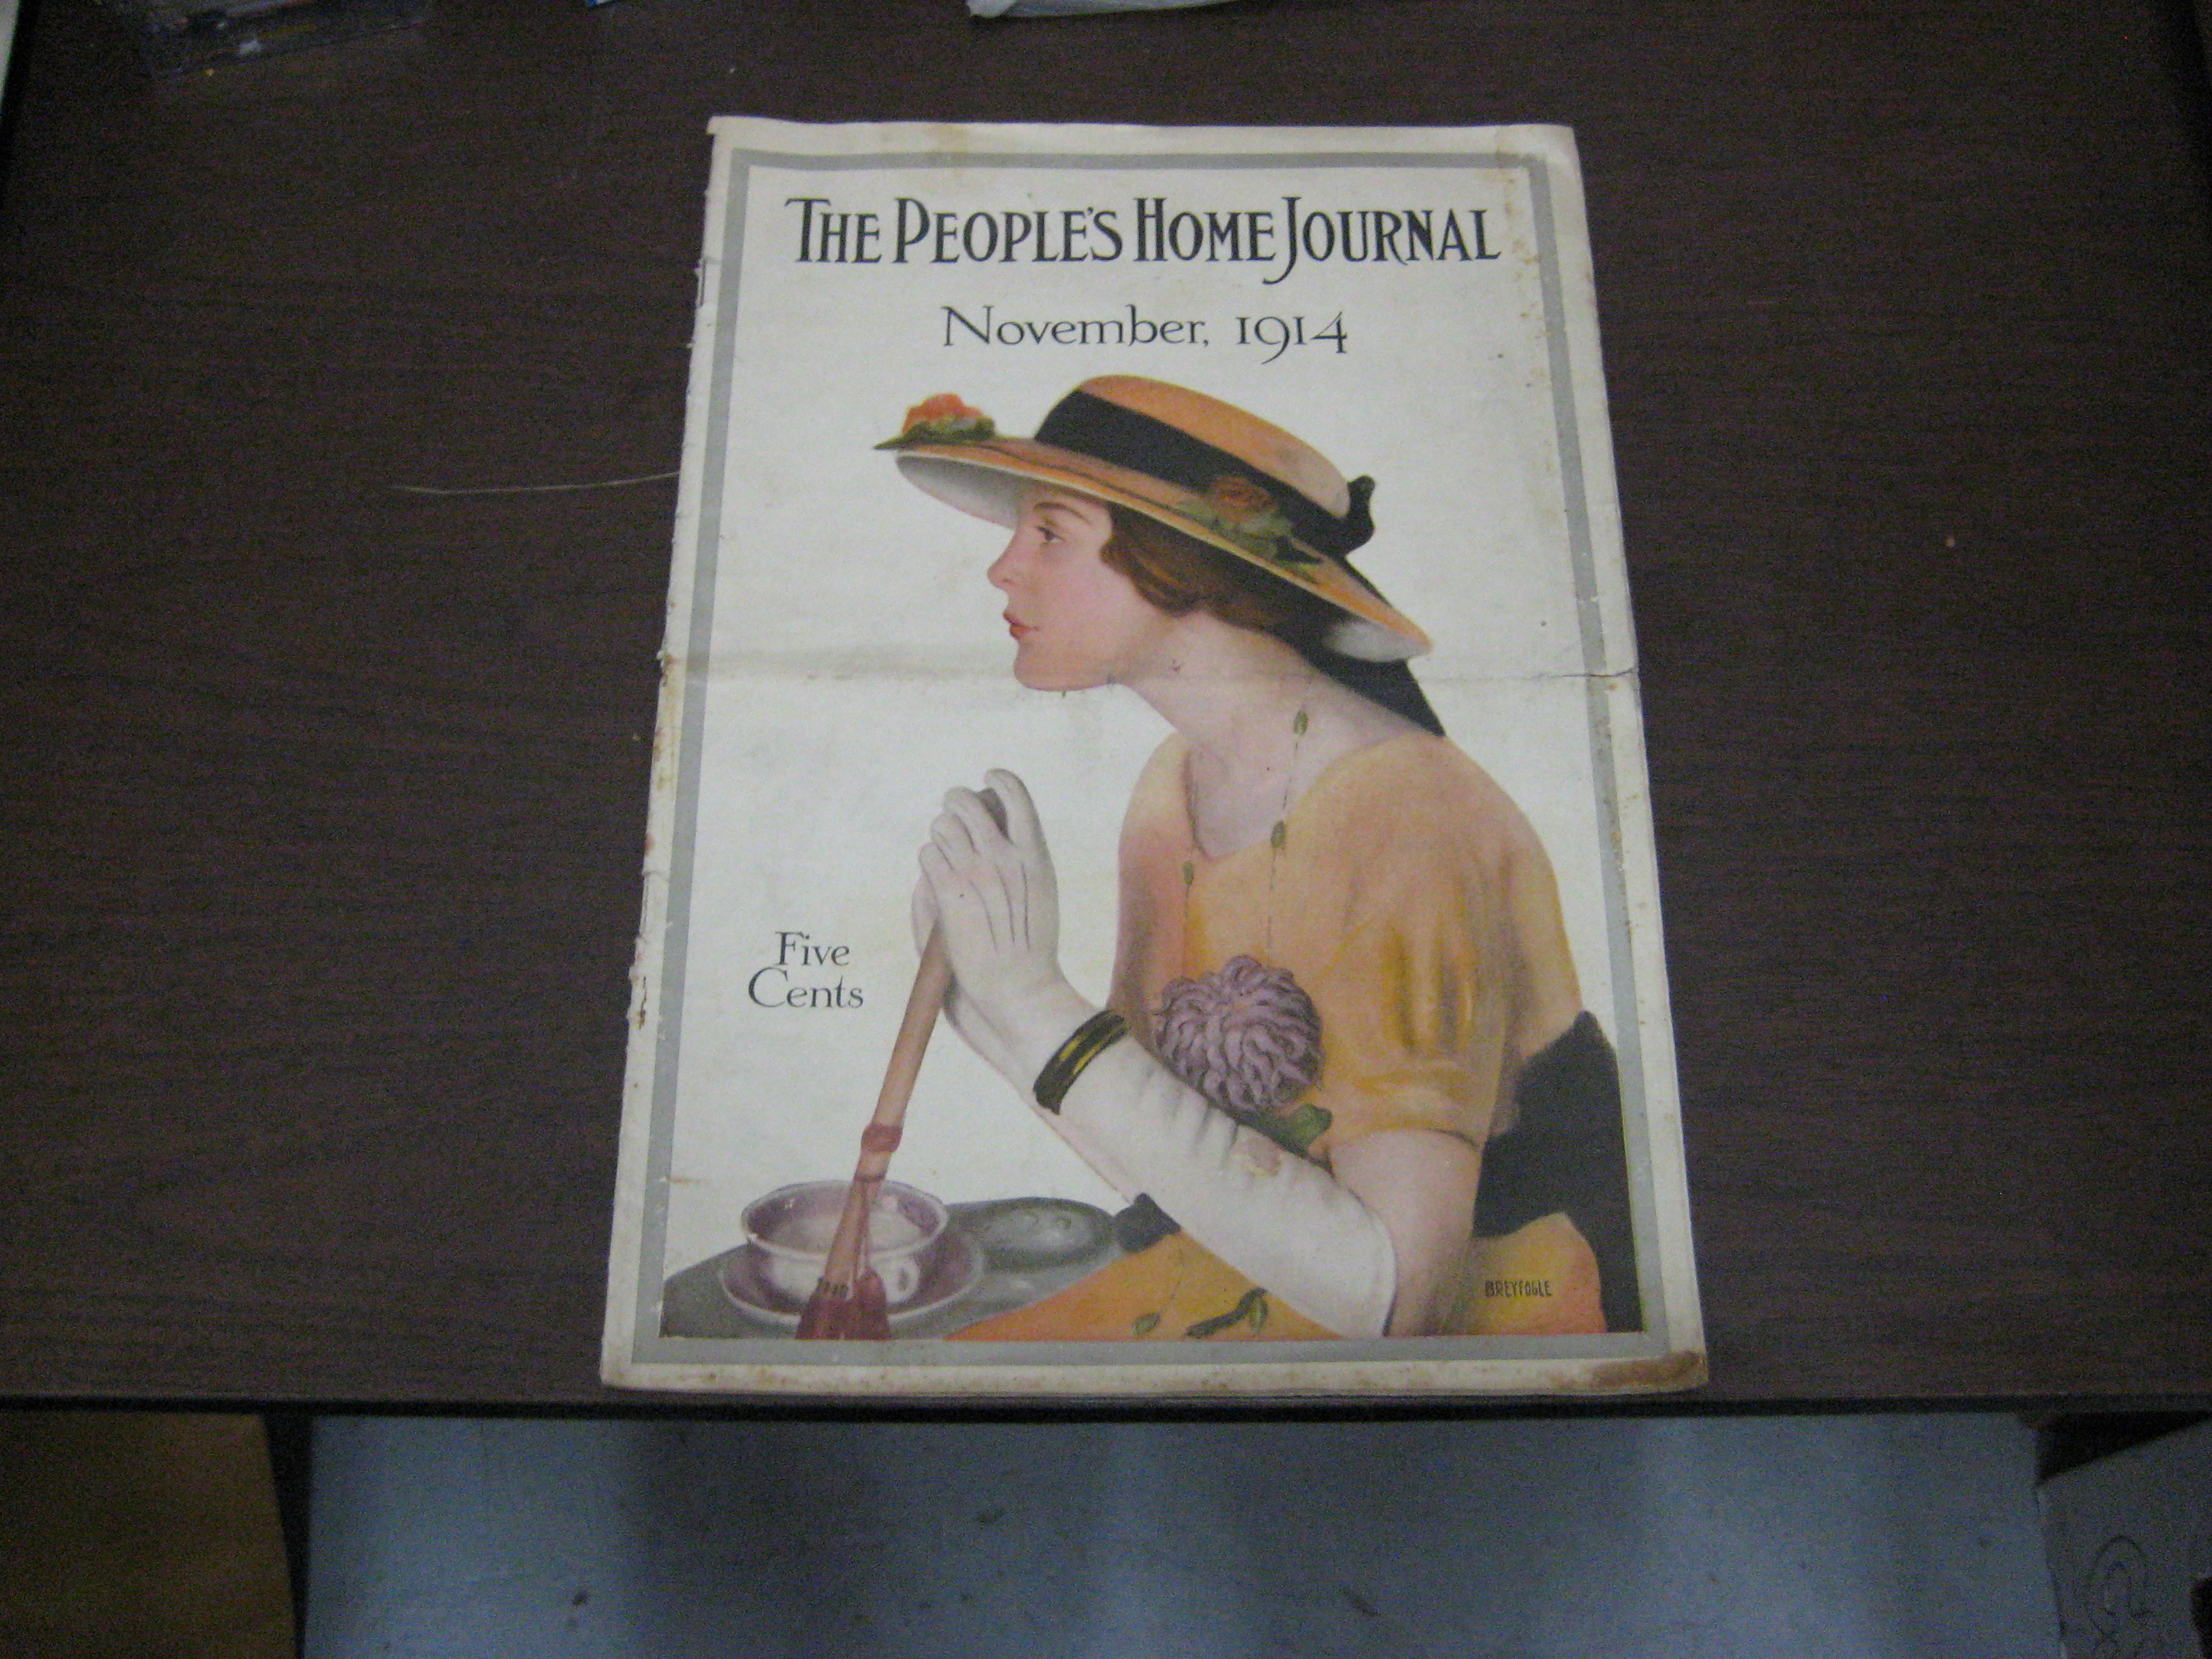 THE PEOPLE'S HOME JOURNAL
November, 1914
Five
Cents
BREYFOGLE